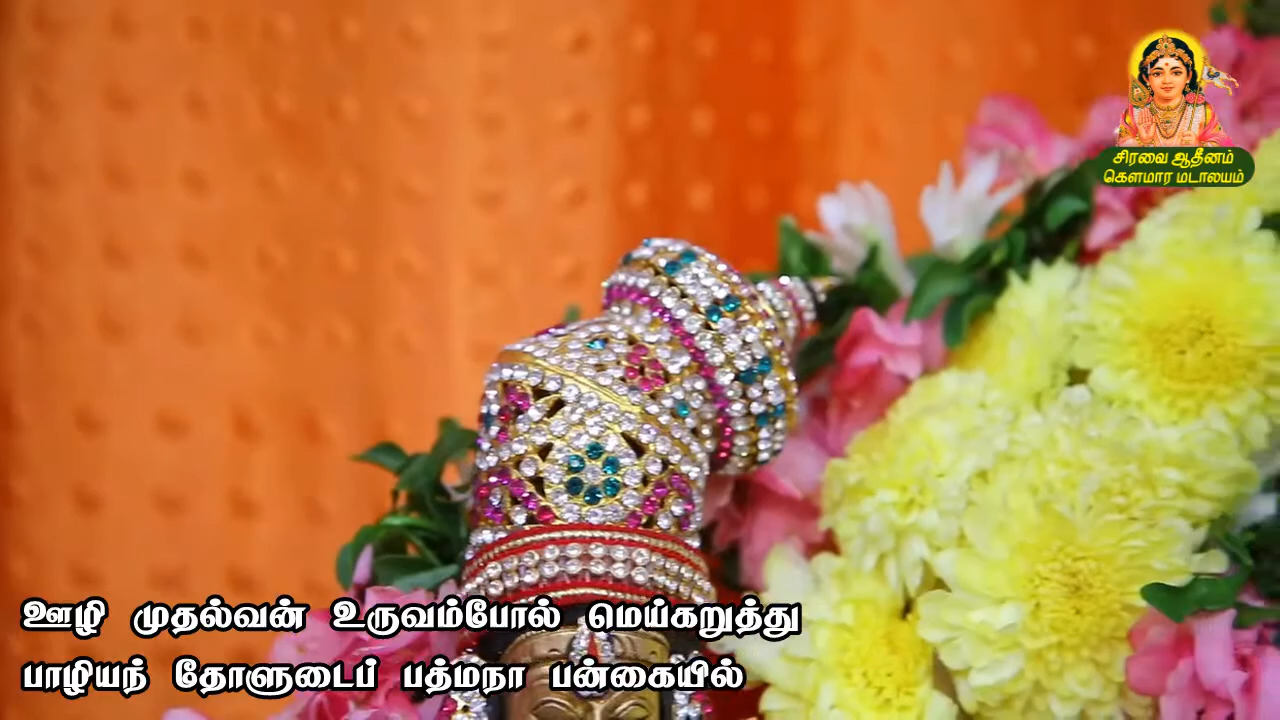 சிரவை ஆதீனம்
கௌமார மடாலயம்
ஊழி முதல்வன் உருவம்போல் மெய்கறுத்து
பாழியந் தோளுடைப் பத்மநா பன்கையில்